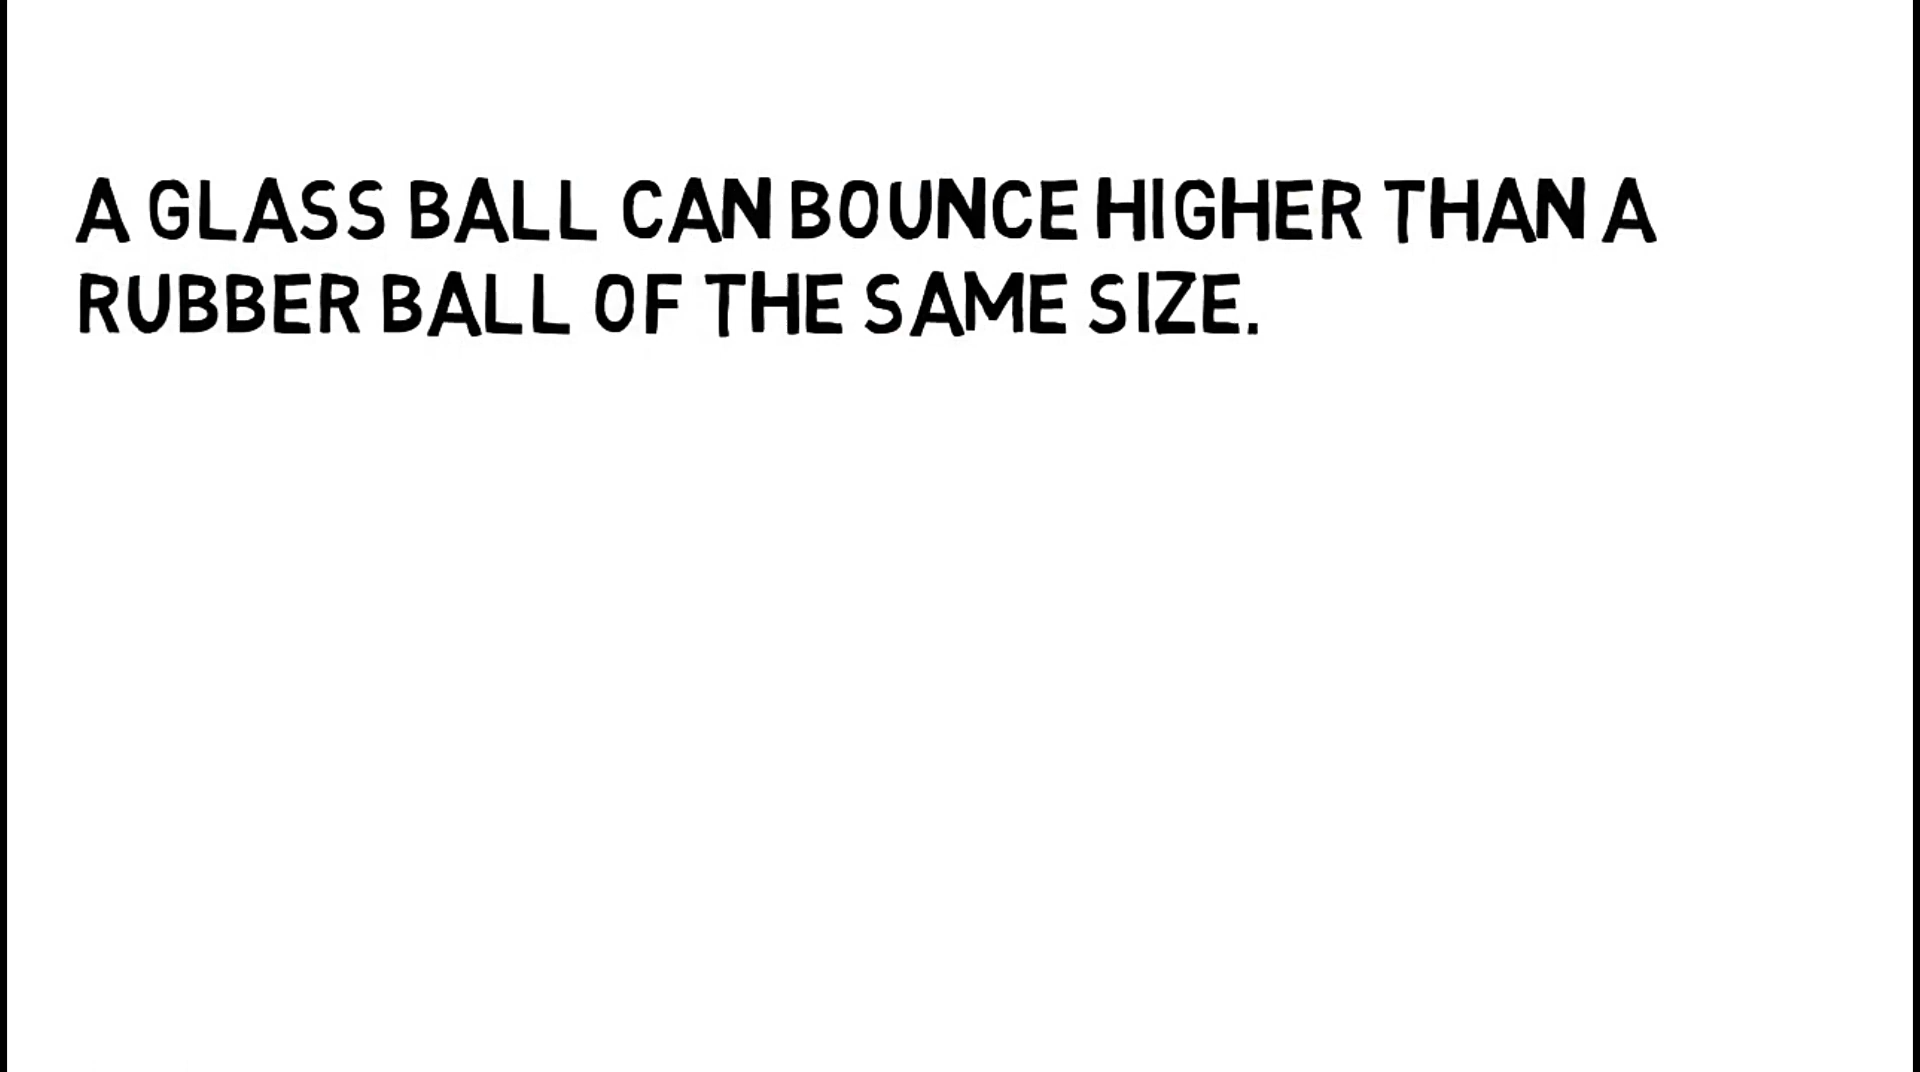 A GLASS BALL CAN BOUNCE HIGHER THAN A
RUBBER BALL OF THE SAME SIZE.